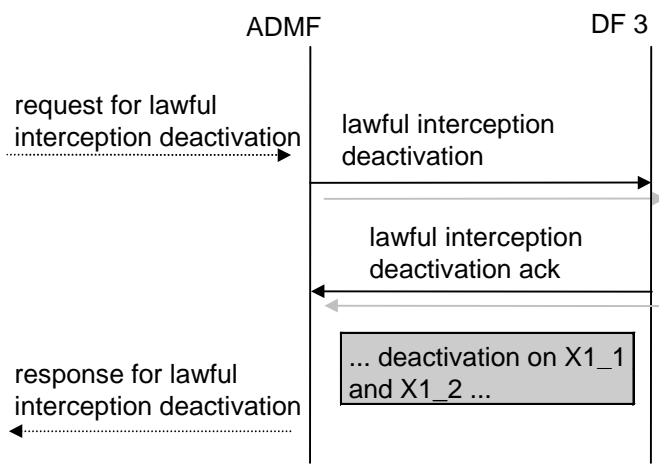 ADMF
DF 3
request for lawful
interception deactivation
lawful interception
deactivation
lawful interception
deactivation ack
... deactivation on X1_1
and X1_2 ...
response for lawful
interception deactivation